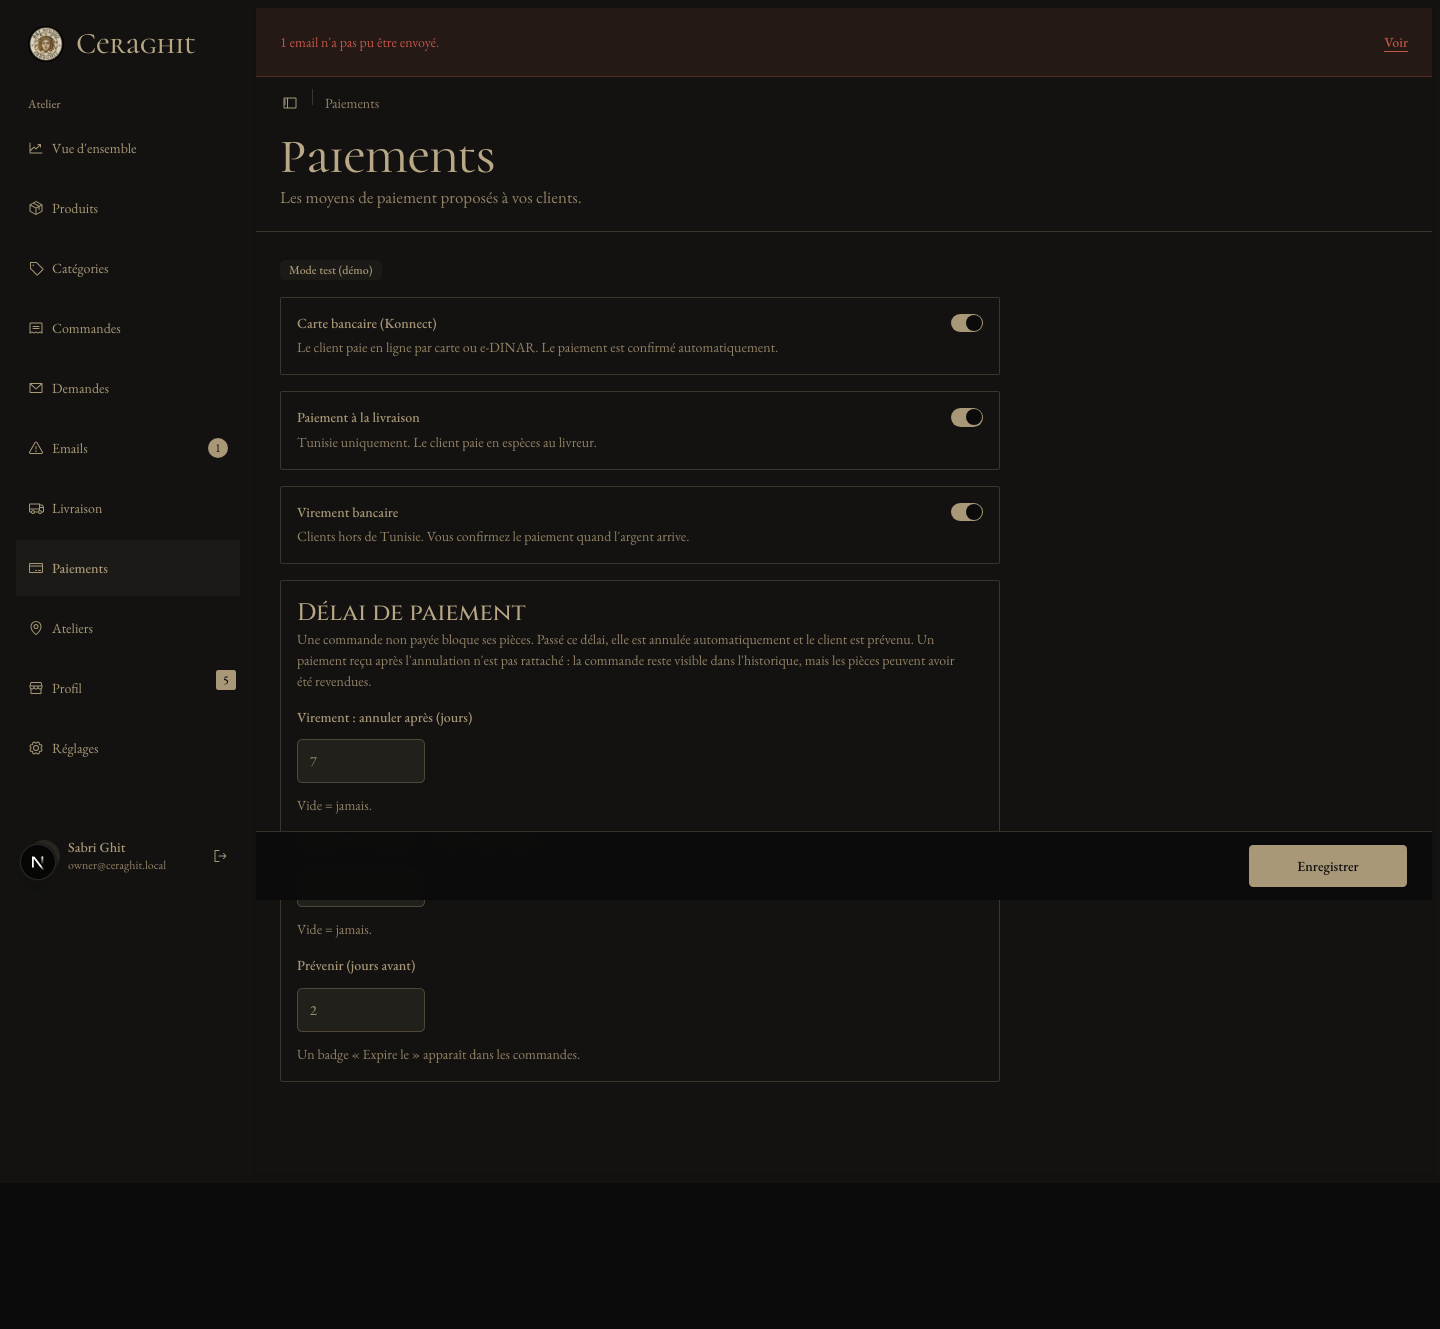 Ceraghit
Atelier
Vue d'ensemble
Produits
Catégories
Commandes
Demandes
Emails
1
Livraison
Paiements
Ateliers
Profil
5
Réglages
Sabri Ghit
owner@ceraghit.local
N
1 email n'a pas pu être envoyé.
Voir
Paiements
Paiements
Les moyens de paiement proposés à vos clients.
Mode test (démo)
Carte bancaire (Konnect)
Le client paie en ligne par carte ou e-DINAR. Le paiement est confirmé automatiquement.
Paiement à la livraison
Tunisie uniquement. Le client paie en espèces au livreur.
Virement bancaire
Clients hors de Tunisie. Vous confirmez le paiement quand l'argent arrive.
Délai de paiement
Une commande non payée bloque ses pièces. Passé ce délai, elle est annulée automatiquement et le client est prévenu. Un
paiement reçu après l'annulation n'est pas rattaché : la commande reste visible dans l'historique, mais les pièces peuvent avoir
été revendues.
Virement : annuler après (jours)
7
Vide = jamais.
Enregistrer
Vide = jamais.
Prévenir (jours avant)
2
Un badge « Expire le » apparaît dans les commandes.